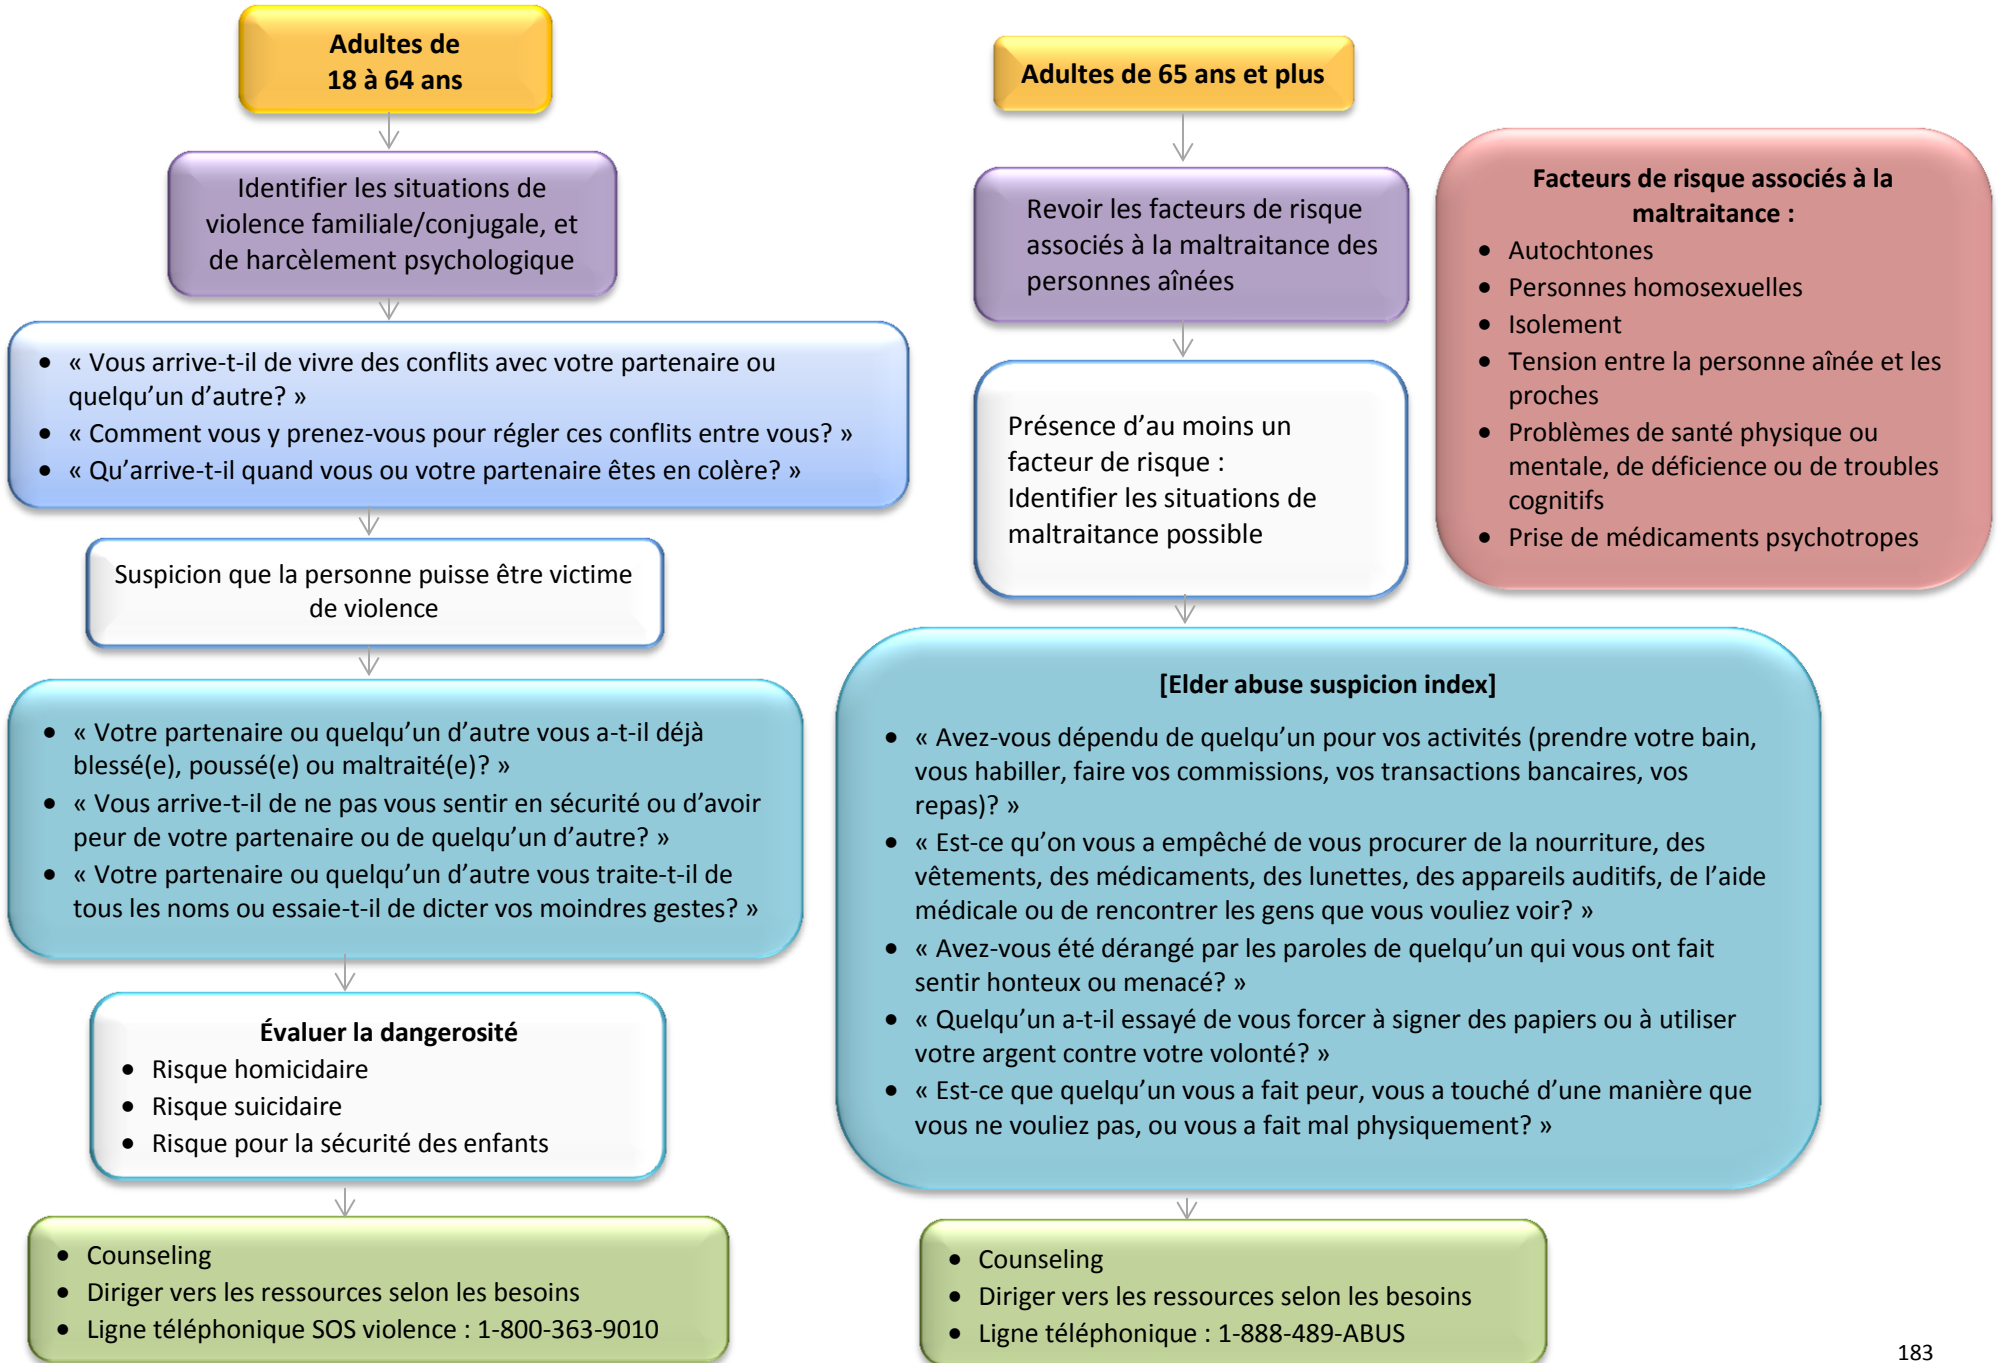 Adultes de
18 à 64 ans
Identifier les situations de
violence familiale/conjugale, et
de harcèlement psychologique
• « Vous arrive-t-il de vivre des conflits avec votre partenaire ou
quelqu’un d’autre? »
• « Comment vous y prenez-vous pour régler ces conflits entre vous? »
• « Qu’arrive-t-il quand vous ou votre partenaire êtes en colère? »
Suspicion que la personne puisse être victime
de violence
• « Votre partenaire ou quelqu’un d’autre vous a-t-il déjà
blessé(e), poussé(e) ou maltraité(e)? »
• « Vous arrive-t-il de ne pas vous sentir en sécurité ou d’avoir
peur de votre partenaire ou de quelqu’un d’autre? »
• « Votre partenaire ou quelqu’un d’autre vous traite-t-il de
tous les noms ou essaie-t-il de dicter vos moindres gestes? »
Évaluer la dangerosité
• Risque homicidaire
• Risque suicidaire
• Risque pour la sécurité des enfants
• Counseling
• Diriger vers les ressources selon les besoins
• Ligne téléphonique SOS violence : 1-800-363-9010
Adultes de 65 ans et plus
Revoir les facteurs de risque
associés à la maltraitance des
personnes aînées
Présence d’au moins un
facteur de risque :
Identifier les situations de
maltraitance possible
Facteurs de risque associés à la
maltraitance :
• Autochtones
• Personnes homosexuelles
• Isolement
• Tension entre la personne aînée et les
proches
• Problèmes de santé physique ou
mentale, de déficience ou de troubles
cognitifs
• Prise de médicaments psychotropes
[Elder abuse suspicion index]
• « Avez-vous dépendu de quelqu’un pour vos activités (prendre votre bain,
vous habiller, faire vos commissions, vos transactions bancaires, vos
repas)? »
• « Est-ce qu’on vous a empêché de vous procurer de la nourriture, des
vêtements, des médicaments, des lunettes, des appareils auditifs, de l’aide
médicale ou de rencontrer les gens que vous vouliez voir? »
• « Avez-vous été dérangé par les paroles de quelqu’un qui vous ont fait
sentir honteux ou menacé? »
• « Quelqu’un a-t-il essayé de vous forcer à signer des papiers ou à utiliser
votre argent contre votre volonté? »
• « Est-ce que quelqu’un vous a fait peur, vous a touché d’une manière que
vous ne vouliez pas, ou vous a fait mal physiquement? »
• Counseling
• Diriger vers les ressources selon les besoins
• Ligne téléphonique : 1-888-489-ABUS
183